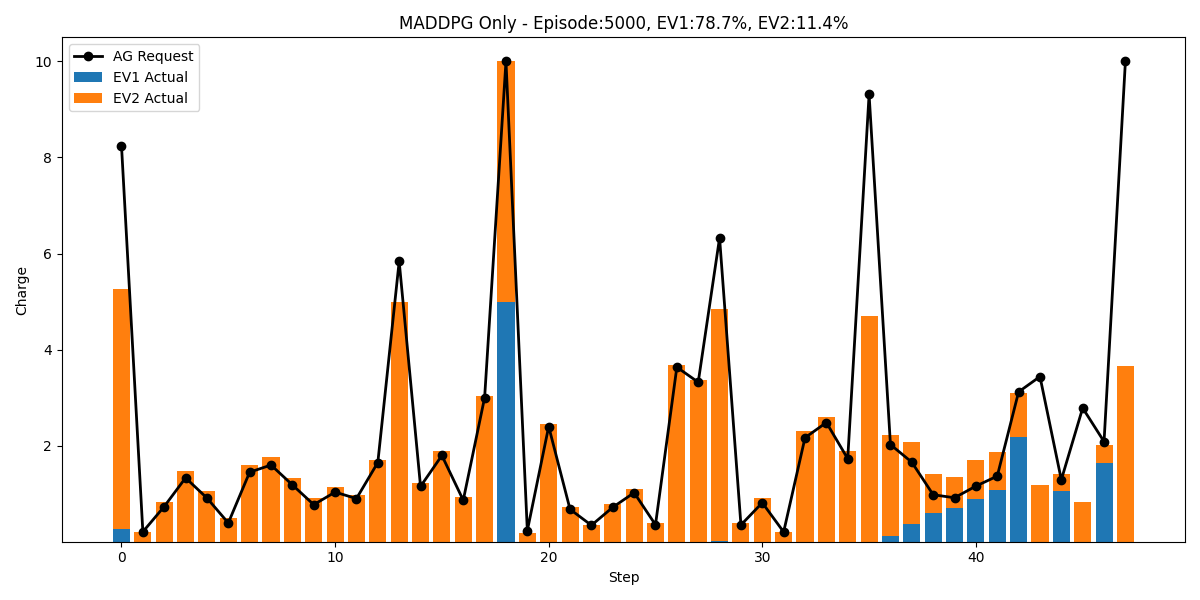 MADDPG Only - Episode:5000, EV1:78.7%, EV2:11.4%
AG Request
EV1 Actual
EV2 Actual
Charge
10
8
6
4
2
0 10 20 30 40
Step